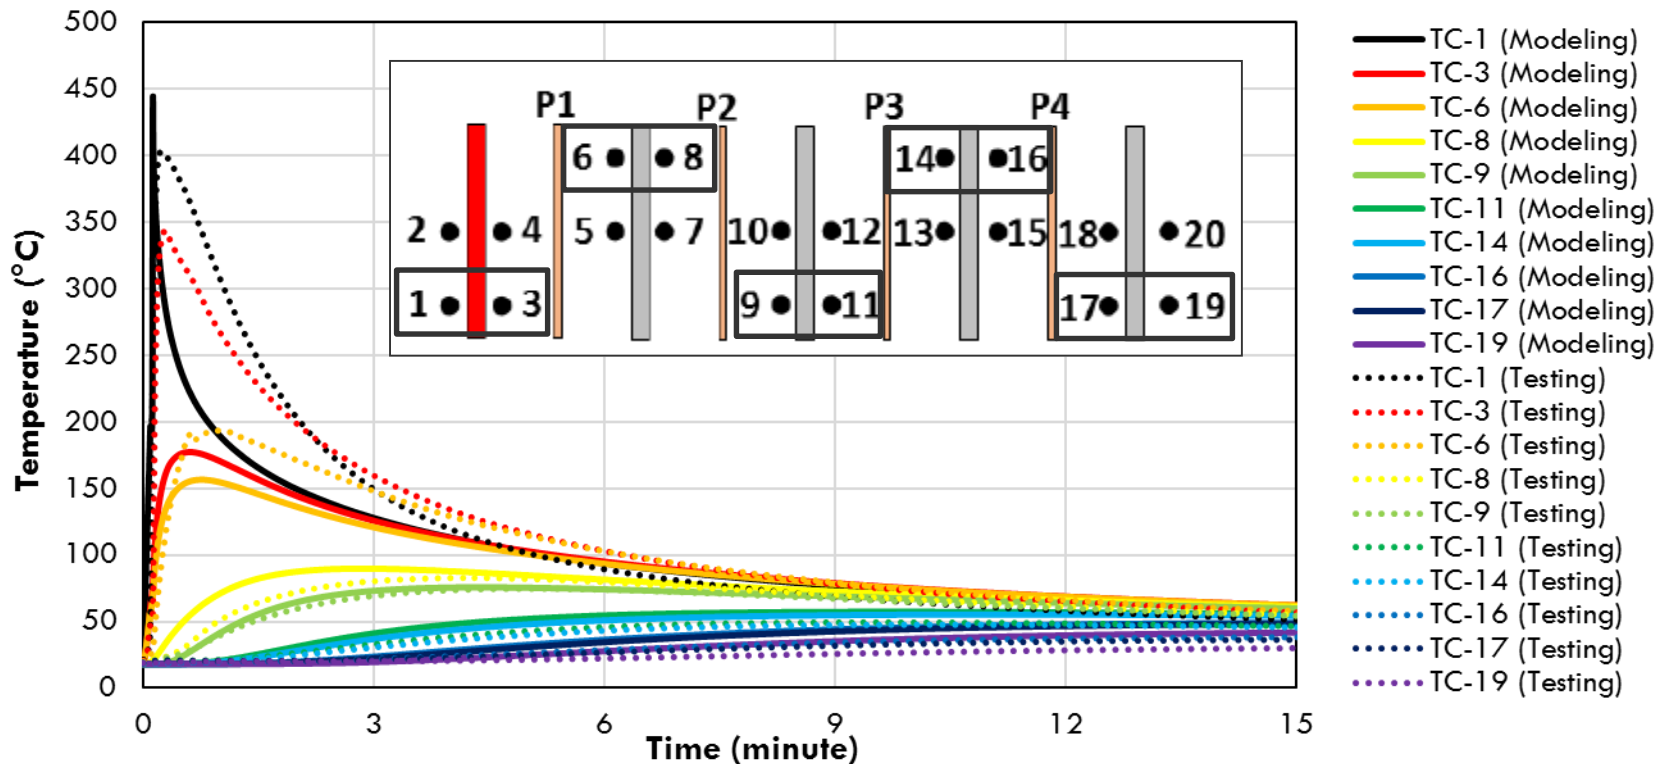 Temperature (°C)
500
450
400
350
300
250
200
150
100
50
0
0 3 6 9 12 15
Time (minute)
P1 P2 P3 P4
6 8 14 16
2 4 5 7 10 12 13 15 18 20
1 3 9 11 17 19
TC-1 (Modeling)
TC-3 (Modeling)
TC-6 (Modeling)
TC-8 (Modeling)
TC-9 (Modeling)
TC-11 (Modeling)
TC-14 (Modeling)
TC-16 (Modeling)
TC-17 (Modeling)
TC-19 (Modeling)
TC-1 (Testing)
TC-3 (Testing)
TC-6 (Testing)
TC-8 (Testing)
TC-9 (Testing)
TC-11 (Testing)
TC-14 (Testing)
TC-16 (Testing)
TC-17 (Testing)
TC-19 (Testing)